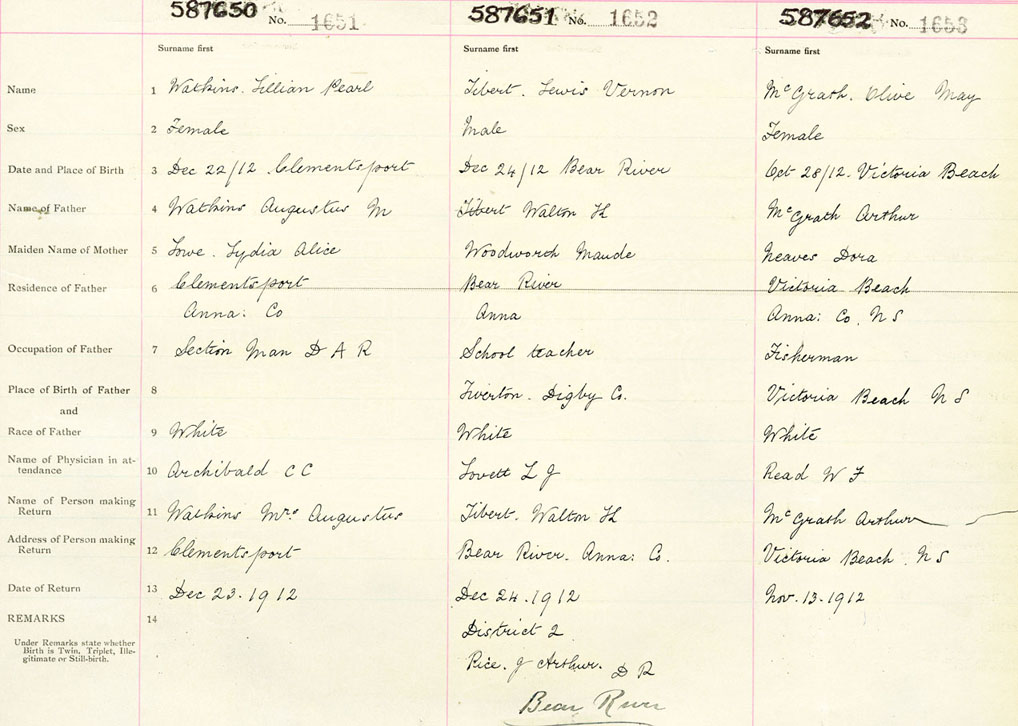 587650 No. 1651 587651 No. 1652 587652 No. 1653
Surname first Surname first Surname first
Name 1 Watkins. Lillian Pearl Tibert. Lewis Vernon McGrath. Olive May
Sex 2 Female Male Female
Date and Place of Birth 3 Dec 22/12. Clementsport Dec 24/12 Bear River Oct 28/12. Victoria Beach
Name of Father 4 Watkins Augustus M Tibert Walton H McGrath Arthur
Maiden Name of Mother 5 Lowe. Lydia Alice Woodworth Maude Neaves Dora
Residence of Father 6 Clementsport Bear River Victoria Beach
Anna: Co Anna Anna: Co. N S
Occupation of Father 7 Section Man D A R School teacher Fisherman
Place of Birth of Father 8 Tiverton. Digby Co. Victoria Beach N S
and
Race of Father 9 White White White
Name of Physician in at-
tendance 10 Archibald C C Lovett L J Read W F
Name of Person making
Return 11 Watkins Mrs Augustus Tibert. Walton H McGrath Arthur
Address of Person making
Return 12 Clementsport Bear River. Anna: Co. Victoria Beach. N S
Date of Return 13 Dec 23.1912 Dec 24.1912 Nov.13.1912
REMARKS 14 District 2
Under Remarks state whether
Birth is Twin, Triplet, Ille-
gitimate or Still-birth.
Rice. J Arthur. D R
Bear River